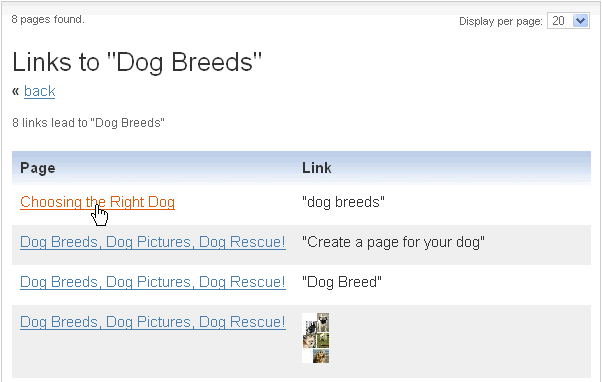 8 pages found.
Display per page: 20
Links to "Dog Breeds"
« back
8 links lead to "Dog Breeds"
Page Link
Choosing the Right Dog "dog breeds"
Dog Breeds, Dog Pictures, Dog Rescue! "Create a page for your dog"
Dog Breeds, Dog Pictures, Dog Rescue! "Dog Breed"
Dog Breeds, Dog Pictures, Dog Rescue!